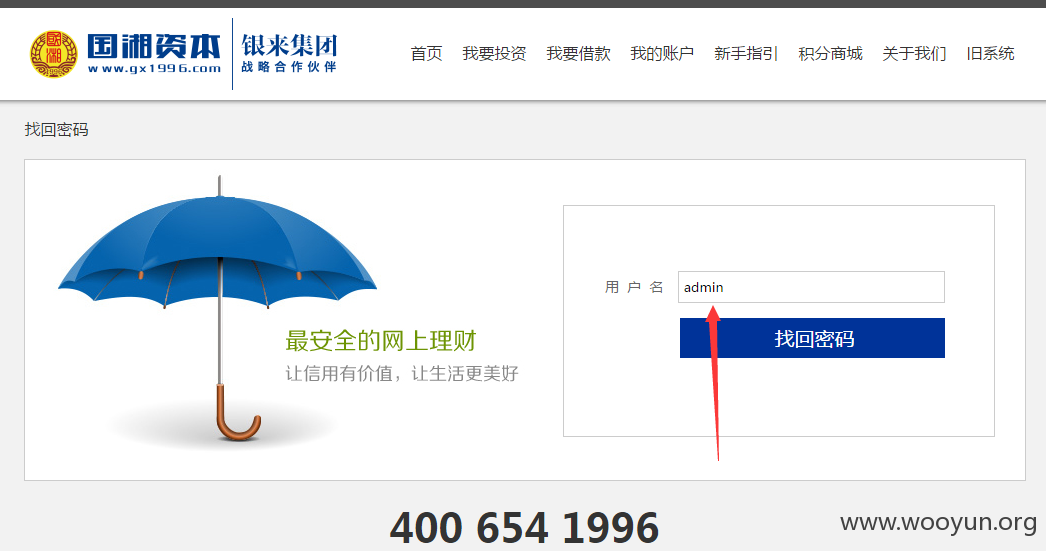 国湘资本
www.gx1996.com
银来集团
战略合作伙伴
首页 我要投资 我要借款 我的账户 新手指引 积分商城 关于我们 旧系统
找回密码
用户名 admin
找回密码
最安全的网上理财
让信用有价值，让生活更美好
400 654 1996
www.wooyun.org